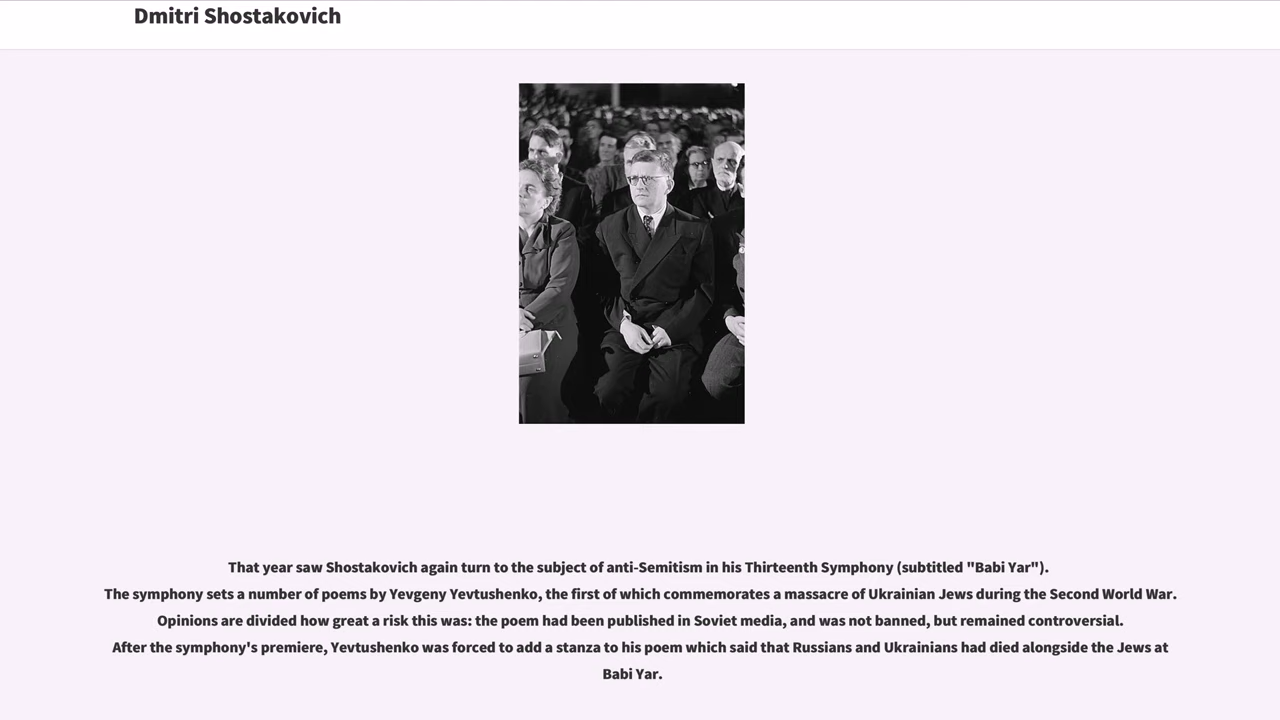 Dmitri Shostakovich
That year saw Shostakovich again turn to the subject of anti-Semitism in his Thirteenth Symphony (subtitled "Babi Yar").
The symphony sets a number of poems by Yevgeny Yevtushenko, the first of which commemorates a massacre of Ukrainian Jews during the Second World War.
Opinions are divided how great a risk this was: the poem had been published in Soviet media, and was not banned, but remained controversial.
After the symphony's premiere, Yevtushenko was forced to add a stanza to his poem which said that Russians and Ukrainians had died alongside the Jews at
Babi Yar.